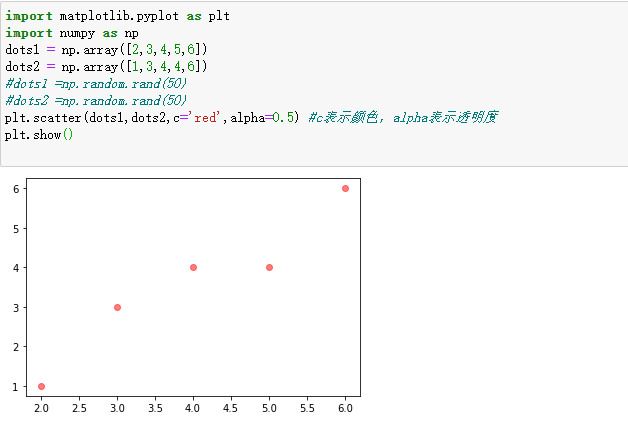 import matplotlib.pyplot as plt
import numpy as np
dots1 = np.array([2,3,4,5,6])
dots2 = np.array([1,3,4,4,6])
#dots1 =np.random.rand(50)
#dots2 =np.random.rand(50)
plt.scatter(dots1,dots2,c='red',alpha=0.5) #c表示颜色，alpha表示透明度
plt.show()
6
5
4
3
2
1
2.0 2.5 3.0 3.5 4.0 4.5 5.0 5.5 6.0